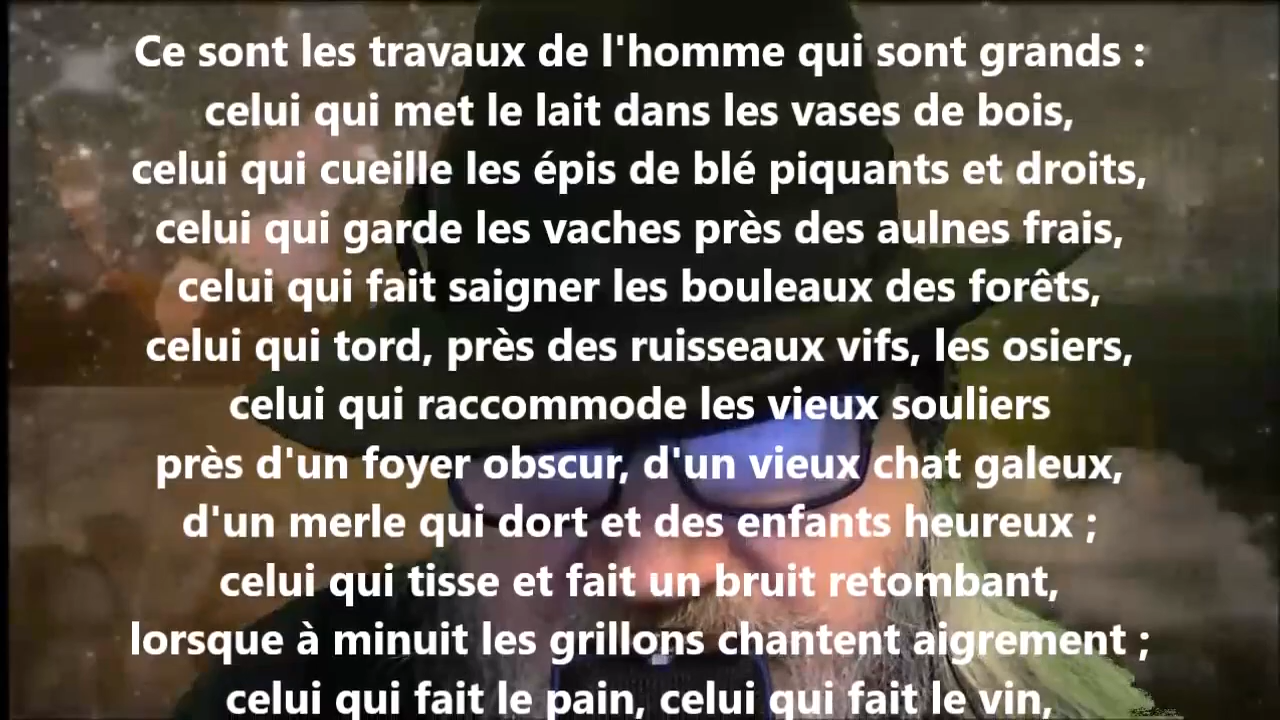 Ce sont les travaux de l'homme qui sont grands :
celui qui met le lait dans les vases de bois,
celui qui cueille les épis de blé piquants et droits,
celui qui garde les vaches près des aulnes frais,
celui qui fait saigner les bouleaux des forêts,
celui qui tord, près des ruisseaux vifs, les osiers,
celui qui raccommode les vieux souliers
près d'un foyer obscur, d'un vieux chat galeux,
d'un merle qui dort et des enfants heureux ;
celui qui tisse et fait un bruit retombant,
lorsque à minuit les grillons chantent aigrement ;
celui qui fait le pain, celui qui fait le vin,